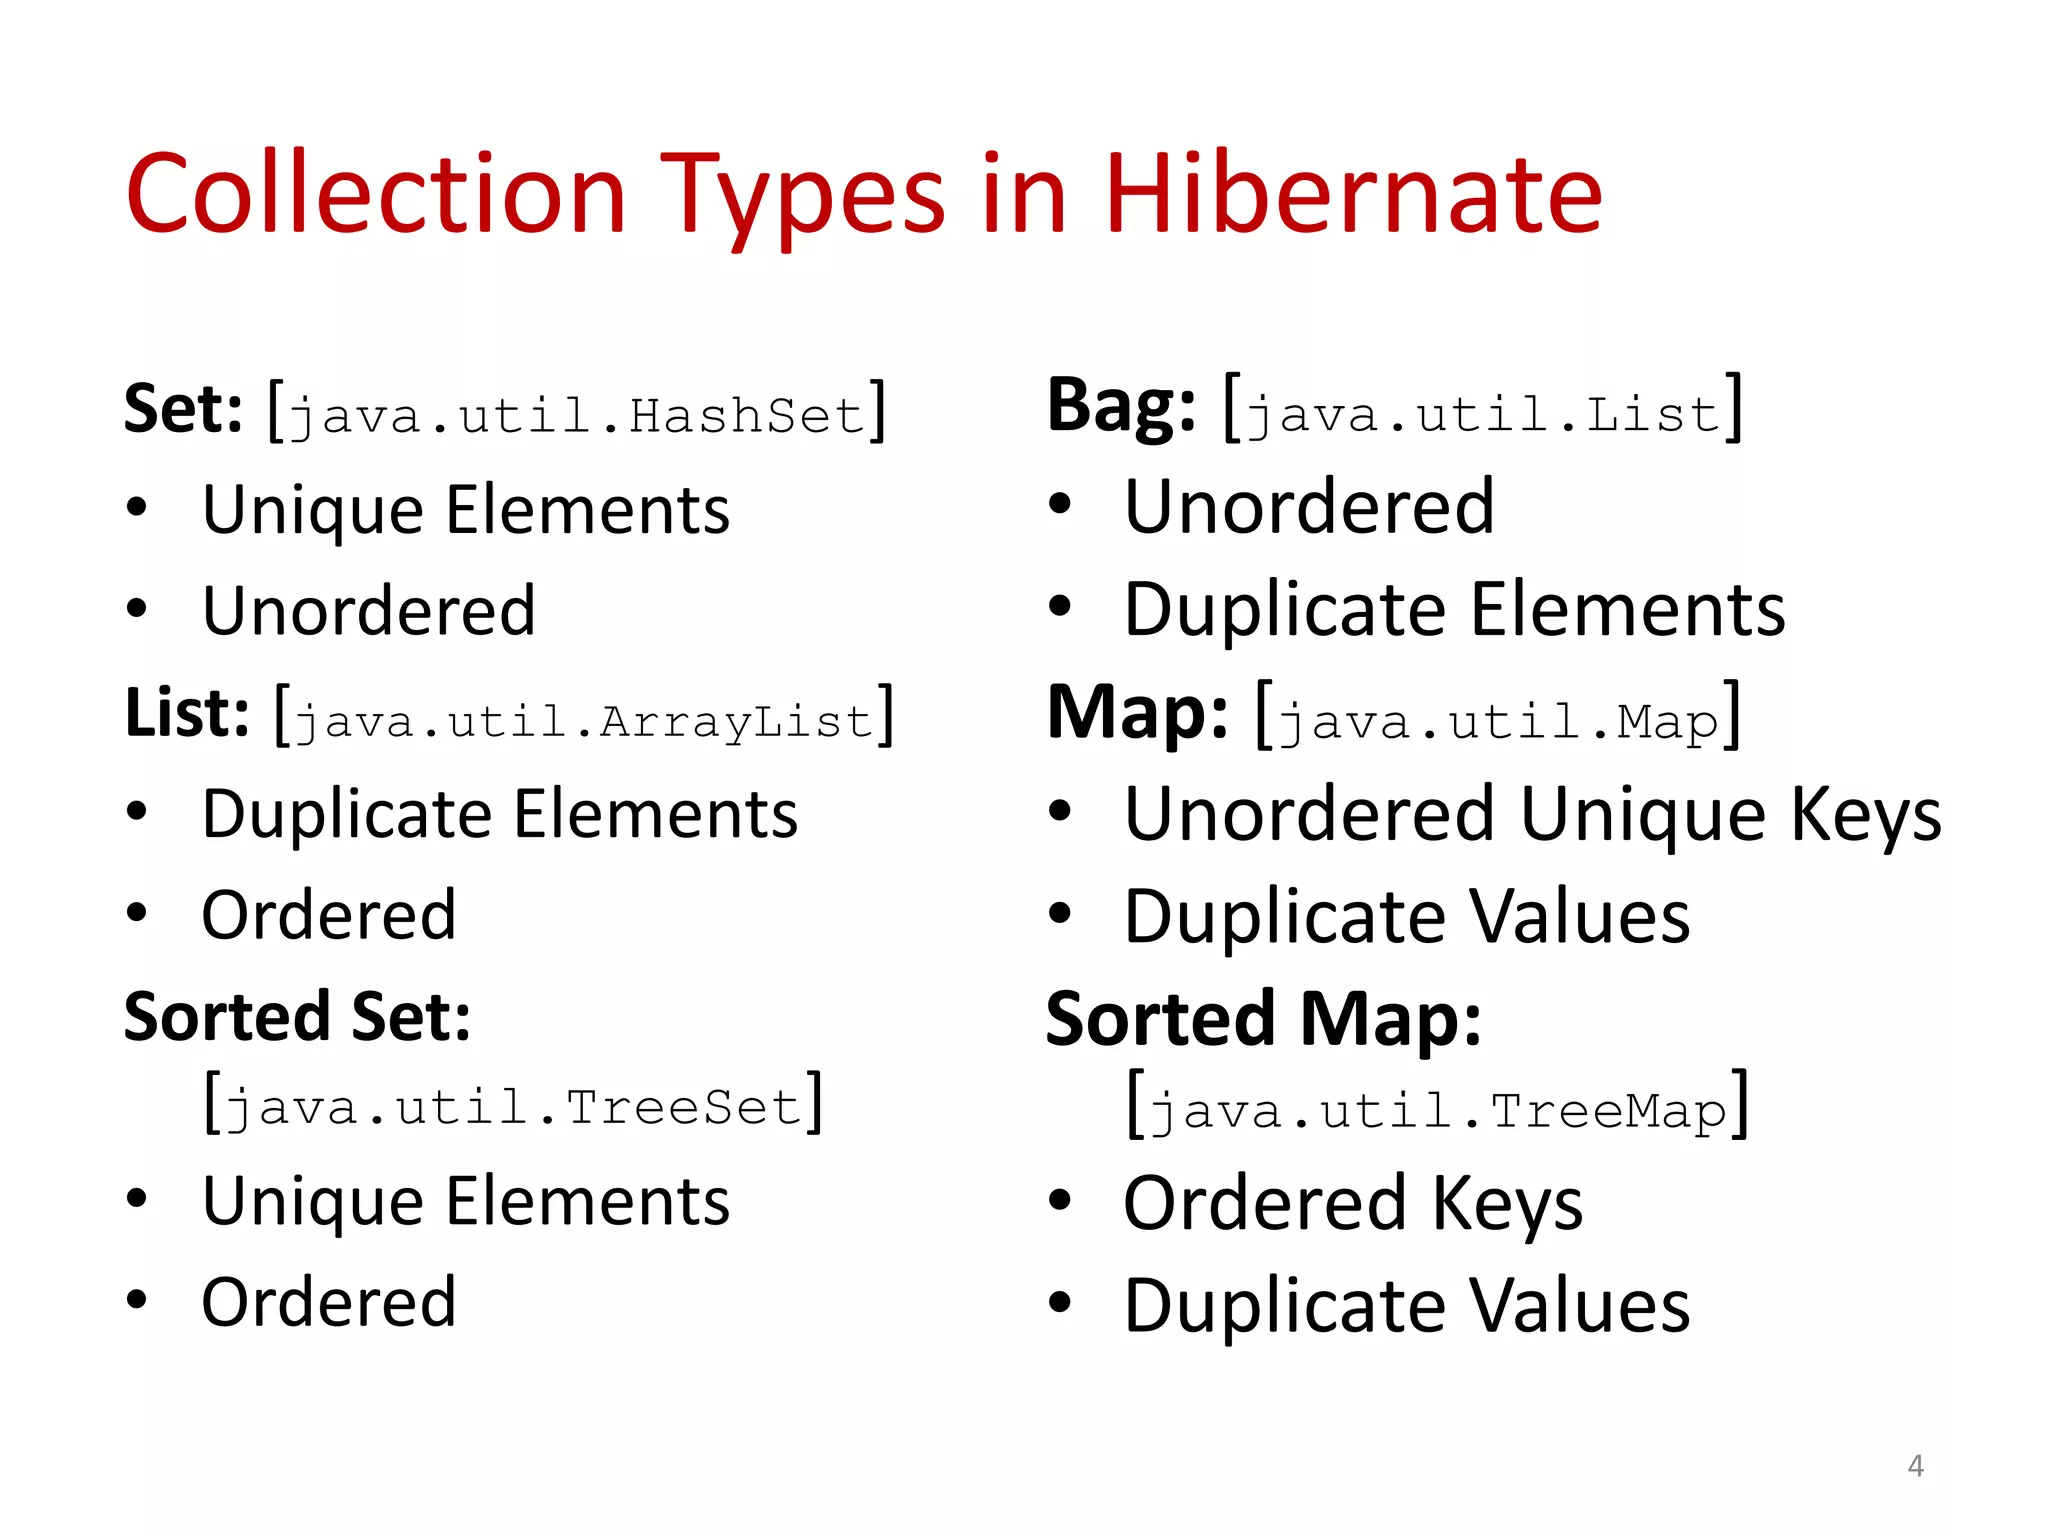 Collection Types in Hibernate
Set: [java.util.HashSet]
• Unique Elements
• Unordered
List: [java.util.ArrayList]
• Duplicate Elements
• Ordered
Sorted Set:
[java.util.TreeSet]
• Unique Elements
• Ordered
Bag: [java.util.List]
• Unordered
• Duplicate Elements
Map: [java.util.Map]
• Unordered Unique Keys
• Duplicate Values
Sorted Map:
[java.util.TreeMap]
• Ordered Keys
• Duplicate Values
4